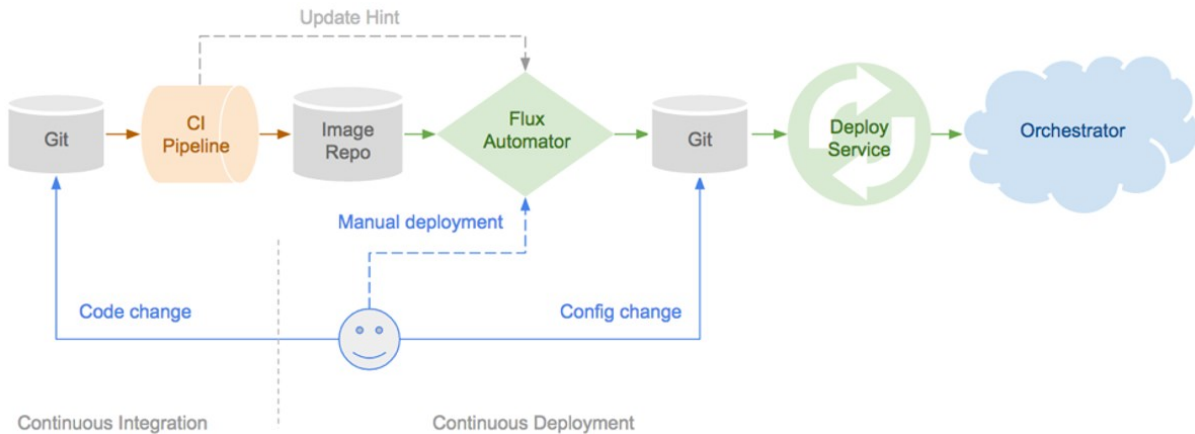 Update Hint
Git
CI
Pipeline
Image
Repo
Flux
Automator
Git
Deploy
Service
Orchestrator
Manual deployment
Code change
Config change
Continuous Integration
Continuous Deployment